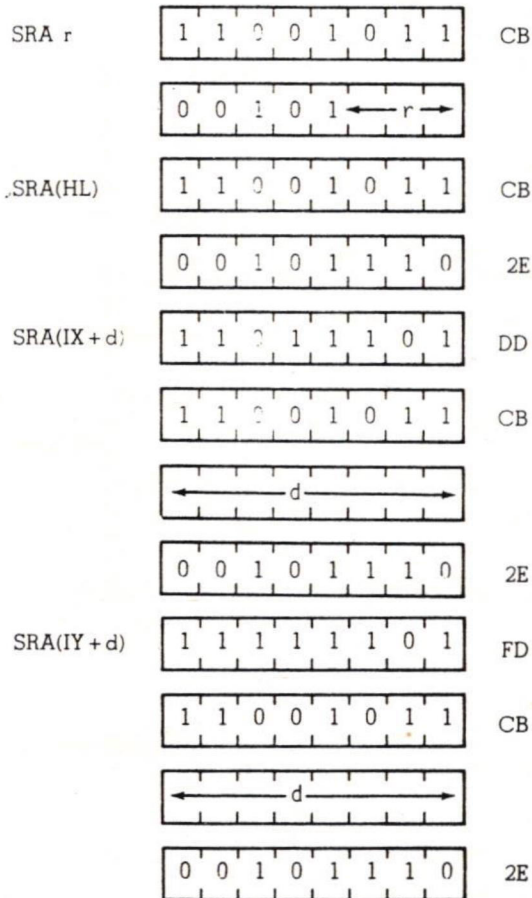 SRA r 1 1 0 0 1 0 1 1 CB
0 0 1 0 1 r
SRA(HL) 1 1 0 0 1 0 1 1 CB
0 0 1 0 1 1 1 0 2E
SRA(IX + d) 1 1 0 1 1 1 0 1 DD
1 1 0 0 1 0 1 1 CB
d
0 0 1 0 1 1 1 0 2E
SRA(IY + d) 1 1 1 1 1 1 0 1 FD
1 1 0 0 1 0 1 1 CB
d
0 0 1 0 1 1 1 0 2E